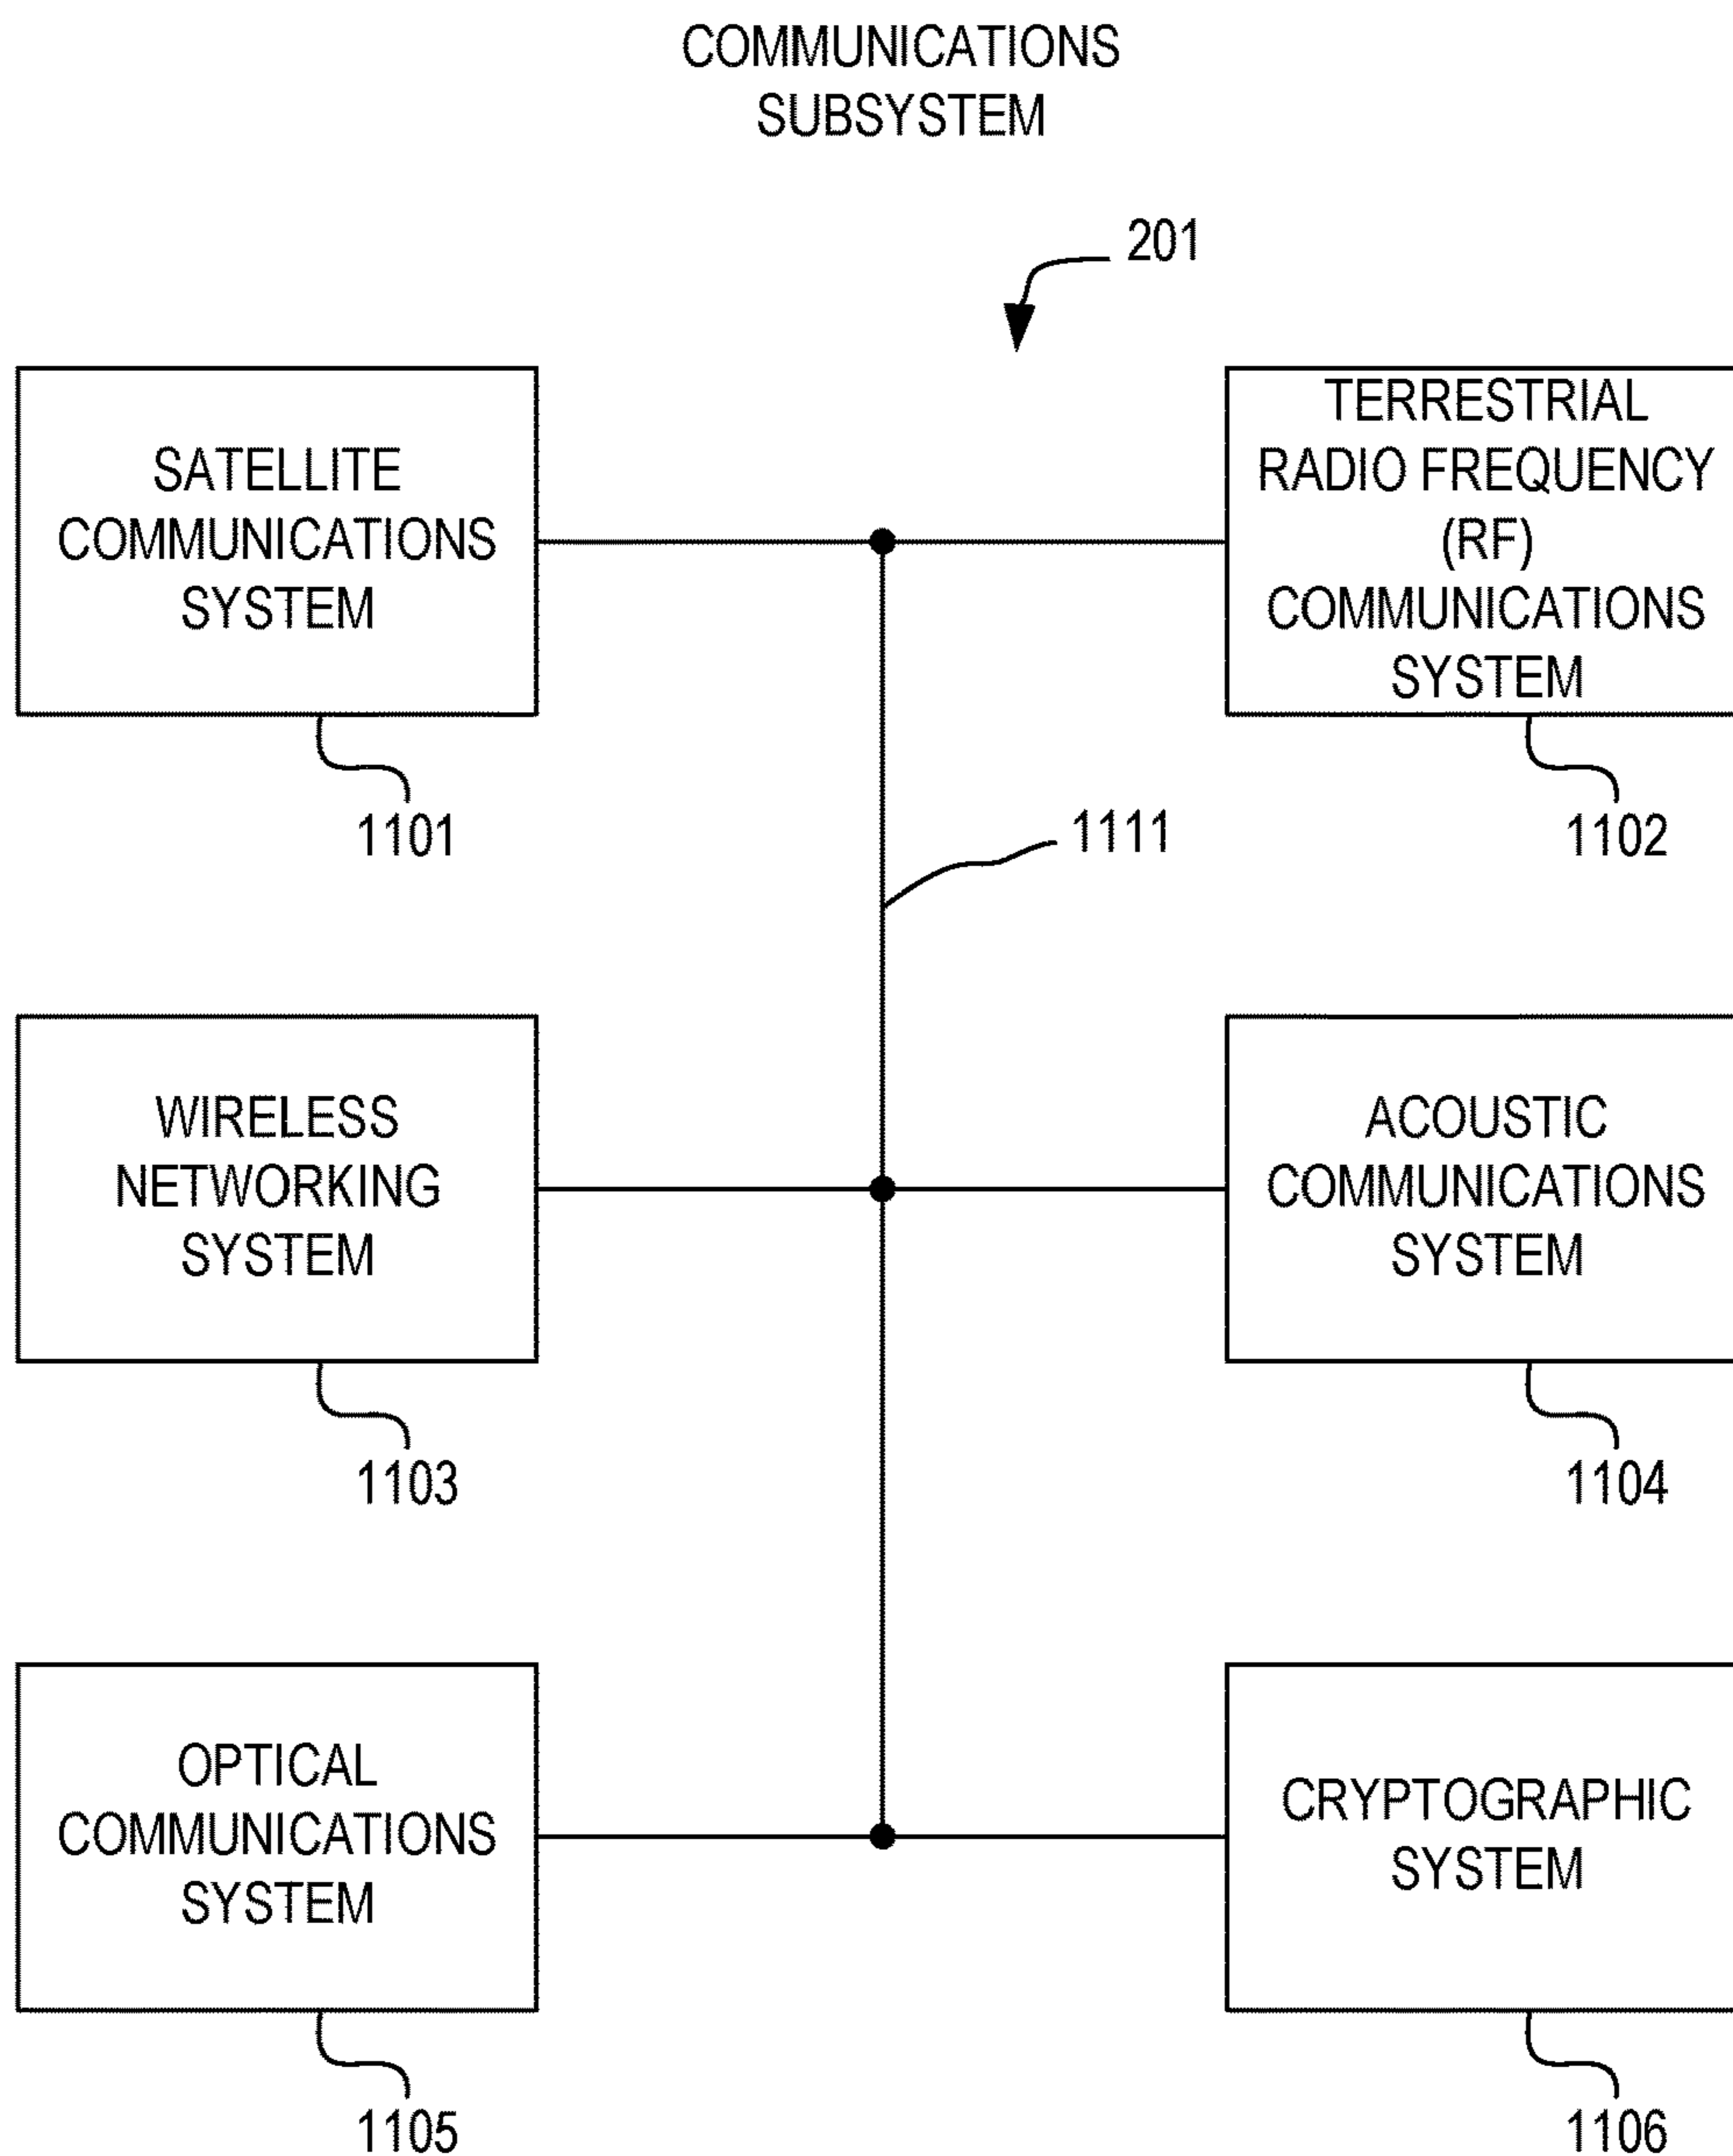 COMMUNICATIONS
SUBSYSTEM
201
SATELLITE
COMMUNICATIONS
SYSTEM
1101
TERRESTRIAL
RADIO FREQUENCY
(RF)
COMMUNICATIONS
SYSTEM
1102
1111
WIRELESS
NETWORKING
SYSTEM
1103
ACOUSTIC
COMMUNICATIONS
SYSTEM
1104
OPTICAL
COMMUNICATIONS
SYSTEM
1105
CRYPTOGRAPHIC
SYSTEM
1106